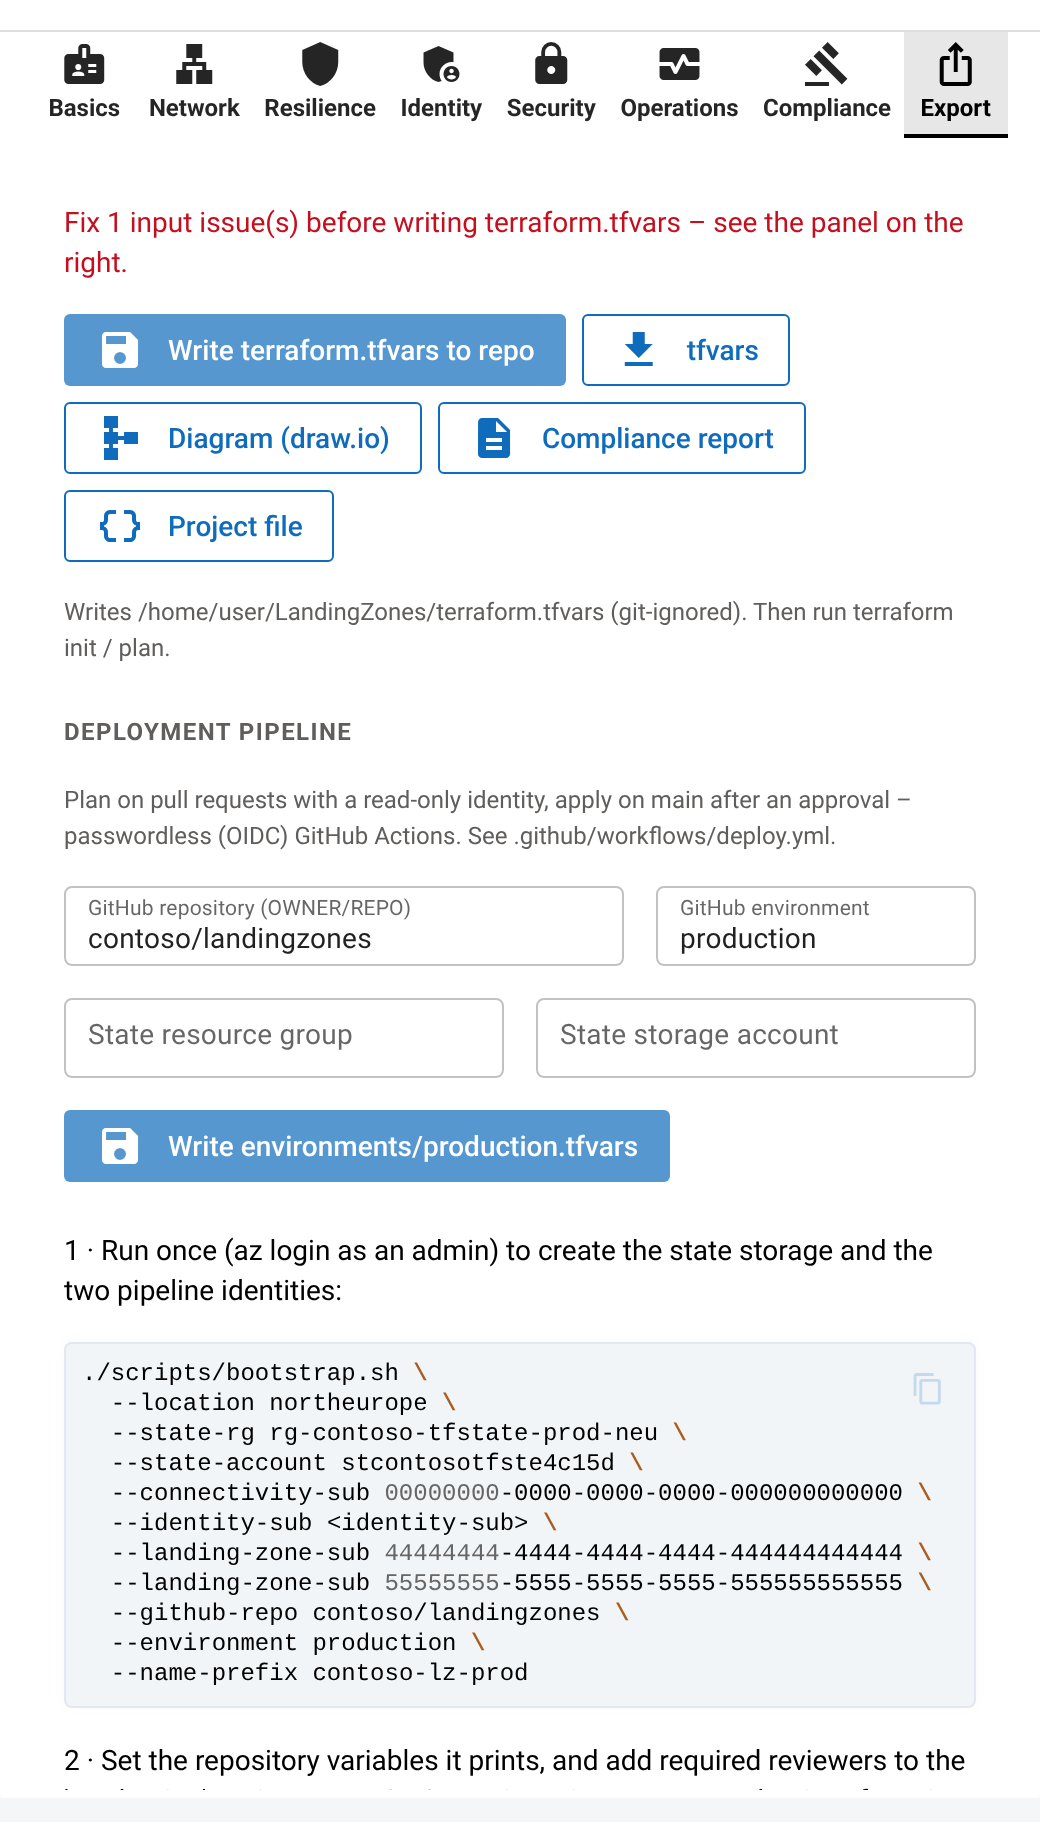 Basics Network Resilience Identity Security Operations Compliance Export
Fix 1 input issue(s) before writing terraform.tfvars – see the panel on the
right.
Write terraform.tfvars to repo
tfvars
Diagram (draw.io)
Compliance report
Project file
Writes /home/user/LandingZones/terraform.tfvars (git-ignored). Then run terraform
init / plan.
DEPLOYMENT PIPELINE
Plan on pull requests with a read-only identity, apply on main after an approval –
passwordless (OIDC) GitHub Actions. See .github/workflows/deploy.yml.
GitHub repository (OWNER/REPO)
contoso/landingzones
GitHub environment
production
State resource group
State storage account
Write environments/production.tfvars
1 · Run once (az login as an admin) to create the state storage and the
two pipeline identities:
./scripts/bootstrap.sh \
  --location northeurope \
  --state-rg rg-contoso-tfstate-prod-neu \
  --state-account stcontosotfste4c15d \
  --connectivity-sub 00000000-0000-0000-0000-000000000000 \
  --identity-sub <identity-sub> \
  --landing-zone-sub 44444444-4444-4444-4444-444444444444 \
  --landing-zone-sub 55555555-5555-5555-5555-555555555555 \
  --github-repo contoso/landingzones \
  --environment production \
  --name-prefix contoso-lz-prod
2 · Set the repository variables it prints, and add required reviewers to the